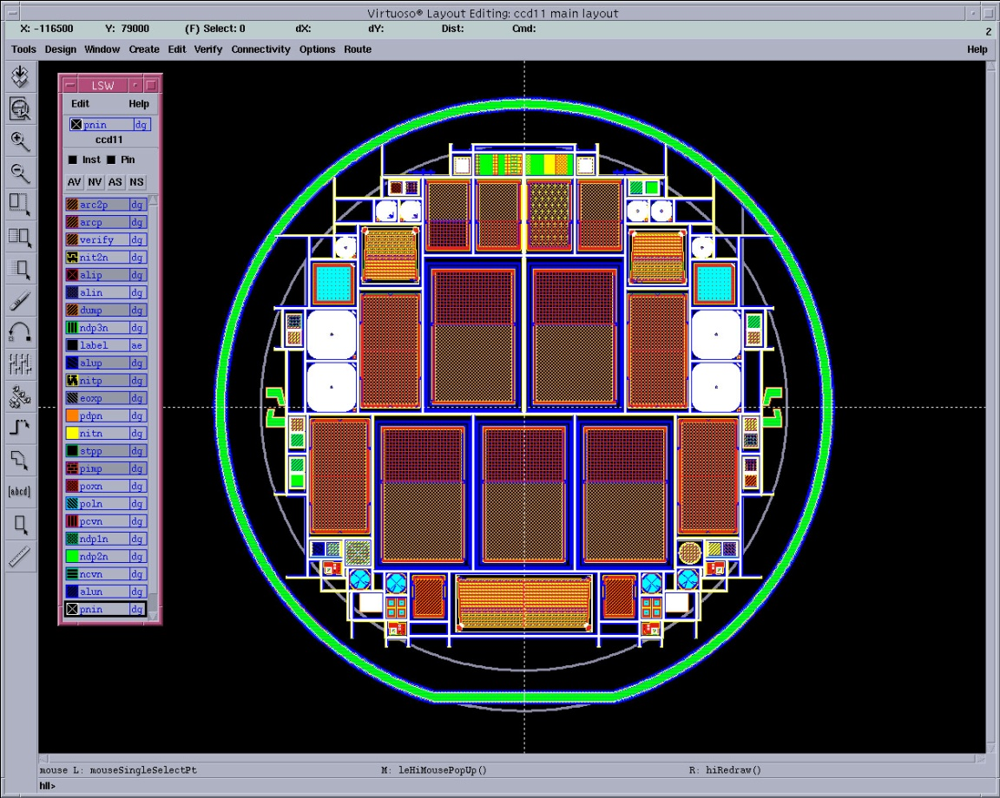 Virtuoso® Layout Editing: ccd11 main layout
X: -116500 Y: 79000 (F) Select: 0 dX: dY: Dist: Cmd: 2
Tools Design Window Create Edit Verify Connectivity Options Route Help
LSW
Edit Help
pnin dg
ccd11
Inst Pin
AV NV AS NS
arc2p dg
arcp dg
verify dg
nit2n dg
alip dg
alin dg
dump dg
ndp3n dg
label ae
alup dg
nitp dg
eoxp dg
pdpn dg
nitn dg
stpp dg
pimp dg
poxn dg
poln dg
pcvn dg
ndp1n dg
ndp2n dg
ncvn dg
alun dg
pnin dg
[abcd]
mouse L: mouseSingleSelectPt M: leHiMousePopUp() R: hiRedraw()
hll>